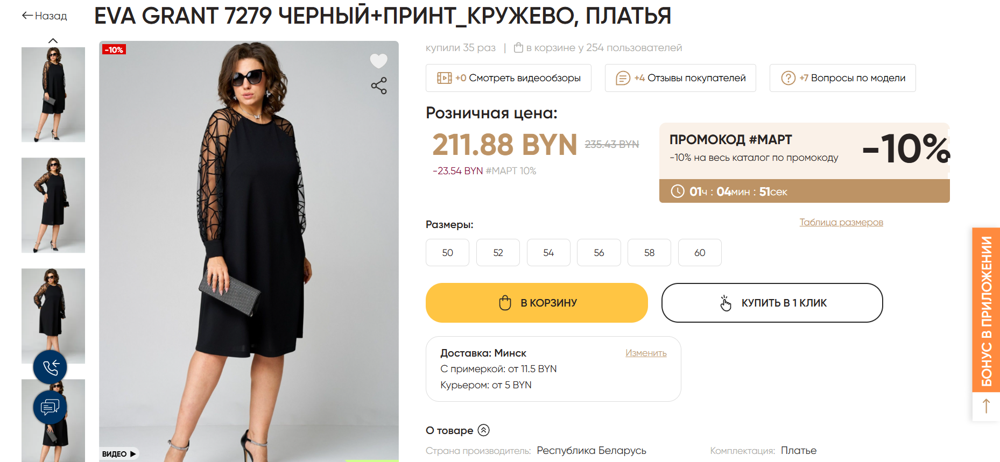 Назад
EVA GRANT 7279 ЧЕРНЫЙ+ПРИНТ_КРУЖЕВО, ПЛАТЬЯ
-10%
купили 35 раз | в корзине у 254 пользователей
+0 Смотреть видеообзоры
+4 Отзывы покупателей
+7 Вопросы по модели
Розничная цена:
211.88 BYN 235.43 BYN
-23.54 BYN #МАРТ 10%
ПРОМОКОД #МАРТ
-10% на весь каталог по промокоду
-10%
01ч : 04мин : 51сек
Размеры:
Таблица размеров
50 52 54 56 58 60
В КОРЗИНУ
КУПИТЬ В 1 КЛИК
Доставка: Минск
Изменить
С примеркой: от 11.5 BYN
Курьером: от 5 BYN
О товаре
Страна производитель: Республика Беларусь
Комплектация: Платье
ВИДЕО
БОНУС В ПРИЛОЖЕНИИ